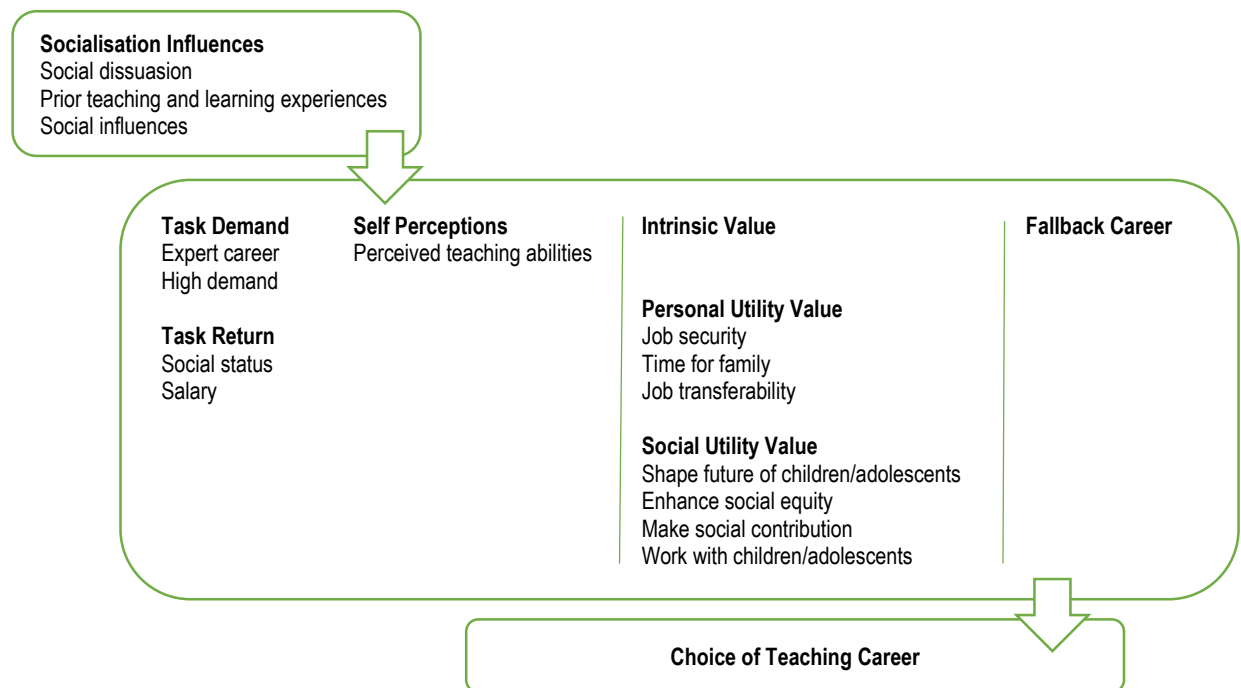 Socialisation Influences
Social dissuasion
Prior teaching and learning experiences
Social influences
Task Demand
Expert career
High demand
Task Return
Social status
Salary
Self Perceptions
Perceived teaching abilities
Intrinsic Value
Personal Utility Value
Job security
Time for family
Job transferability
Social Utility Value
Shape future of children/adolescents
Enhance social equity
Make social contribution
Work with children/adolescents
Fallback Career
Choice of Teaching Career